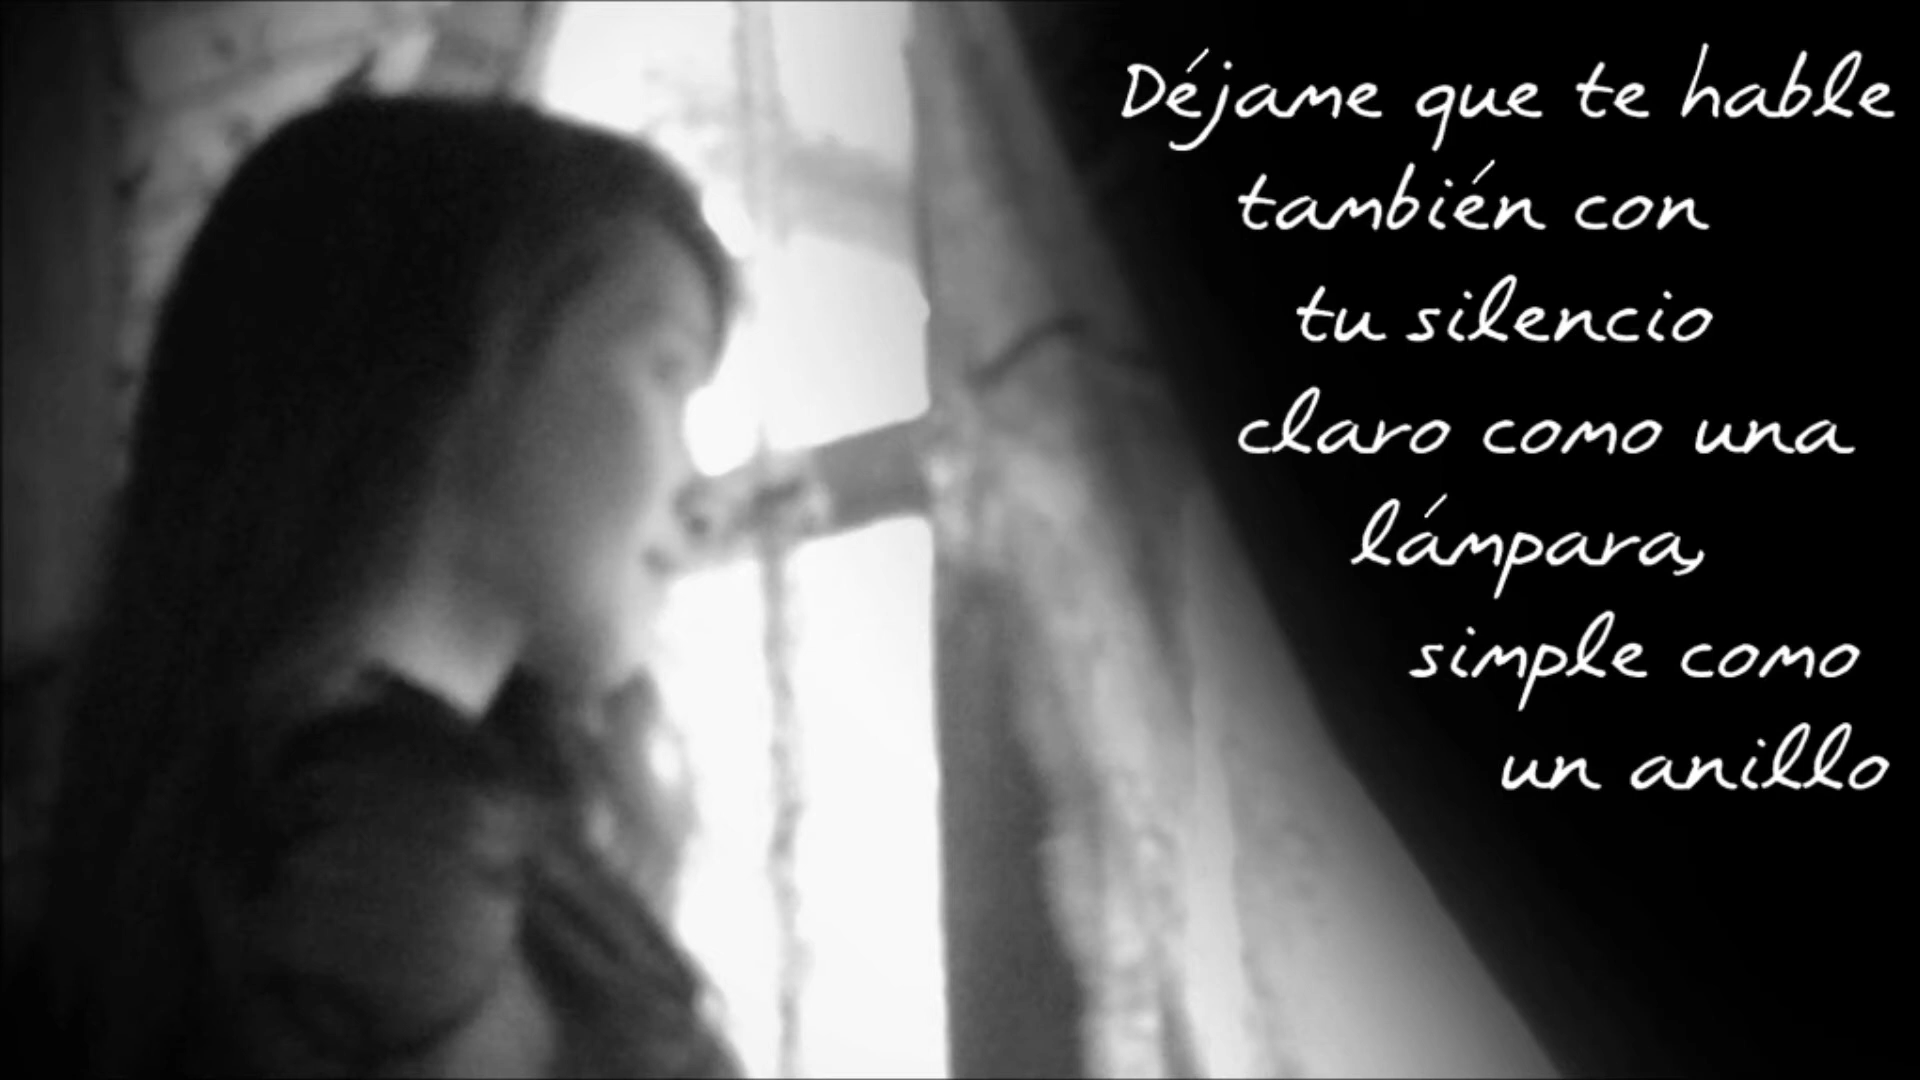 Déjame que te hable
también con
tu silencio
claro como una
lámpara,
simple como
un anillo